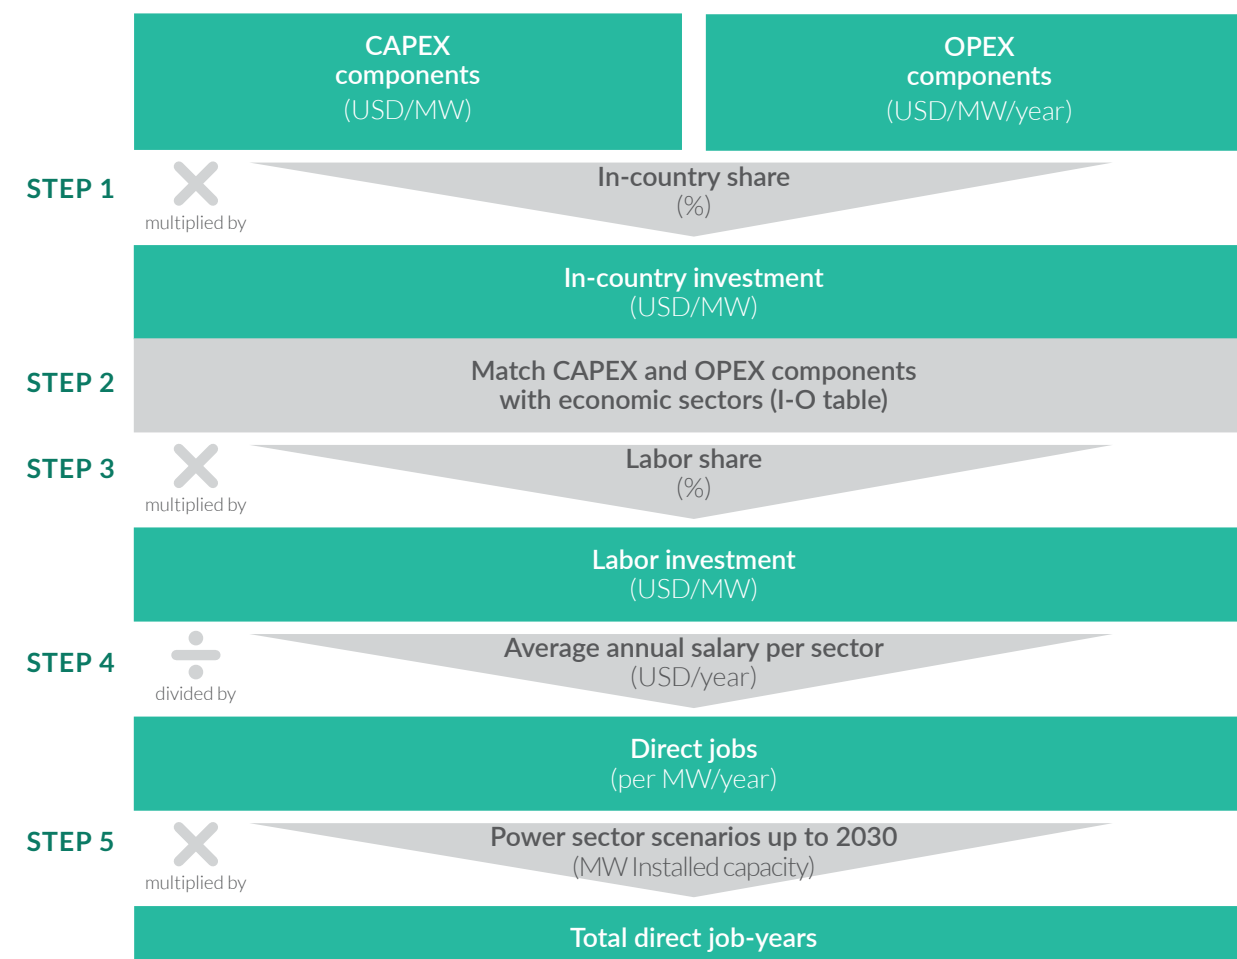 CAPEX
components
(USD/MW)
OPEX
components
(USD/MW/year)
STEP 1
multiplied by
In-country share
(%)
In-country investment
(USD/MW)
STEP 2
Match CAPEX and OPEX components
with economic sectors (I-O table)
STEP 3
multiplied by
Labor share
(%)
Labor investment
(USD/MW)
STEP 4
divided by
Average annual salary per sector
(USD/year)
Direct jobs
(per MW/year)
STEP 5
multiplied by
Power sector scenarios up to 2030
(MW Installed capacity)
Total direct job-years